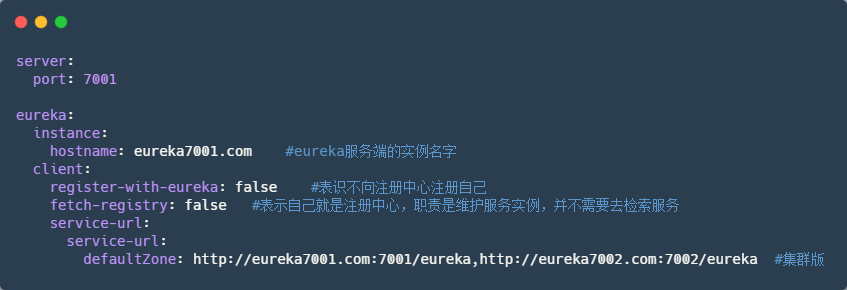 server:
  port: 7001

eureka:
  instance:
    hostname: eureka7001.com    #eureka服务端的实例名字
  client:
    register-with-eureka: false    #表识不向注册中心注册自己
    fetch-registry: false   #表示自己就是注册中心，职责是维护服务实例，并不需要去检索服务
    service-url:
      service-url:
        defaultZone: http://eureka7001.com:7001/eureka,http://eureka7002.com:7002/eureka  #集群版